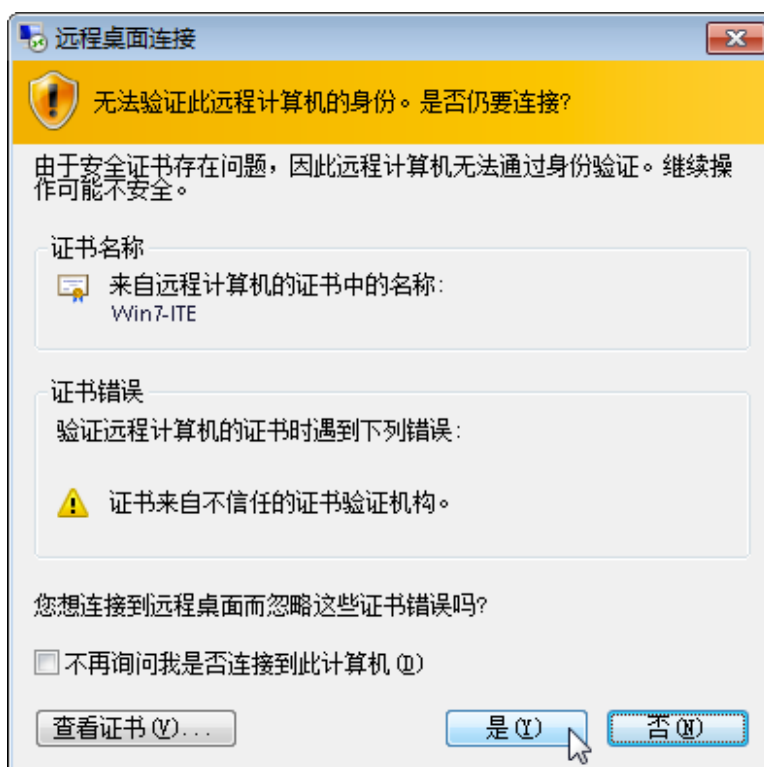 远程桌面连接
无法验证此远程计算机的身份。是否仍要连接?
由于安全证书存在问题，因此远程计算机无法通过身份验证。继续操
作可能不安全。
证书名称
来自远程计算机的证书中的名称:
Win7-ITE
证书错误
验证远程计算机的证书时遇到下列错误:
证书来自不信任的证书验证机构。
您想连接到远程桌面而忽略这些证书错误吗?
不再询问我是否连接到此计算机(D)
查看证书(V)... 是(Y) 否(N)